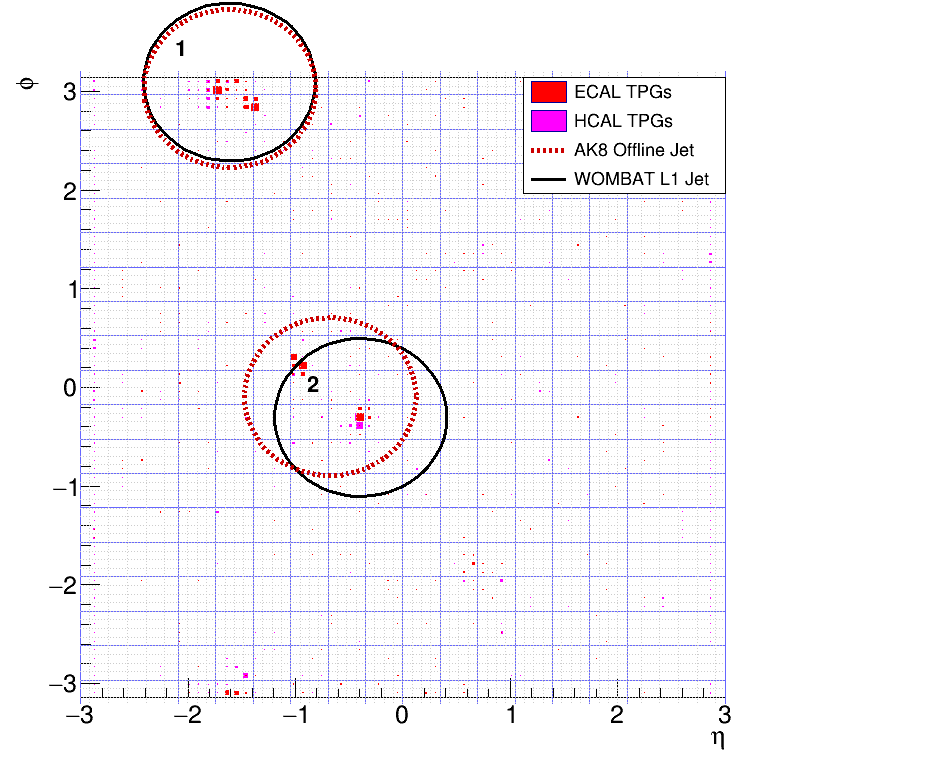 1
ϕ
3
2
1
0
−1
−2
−3
ECAL TPGs
HCAL TPGs
AK8 Offline Jet
WOMBAT L1 Jet
2
−3 −2 −1 0 1 2 3
η